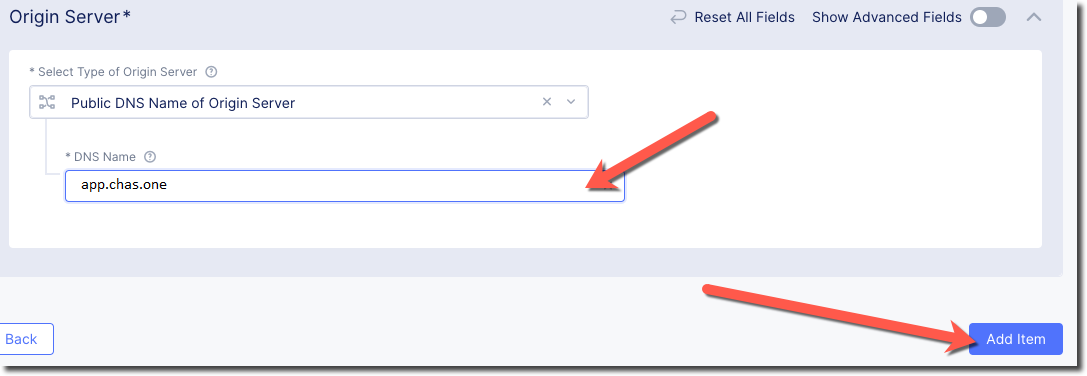 Origin Server*
Reset All Fields
Show Advanced Fields
* Select Type of Origin Server
Public DNS Name of Origin Server
* DNS Name
app.chas.one
Back
Add Item